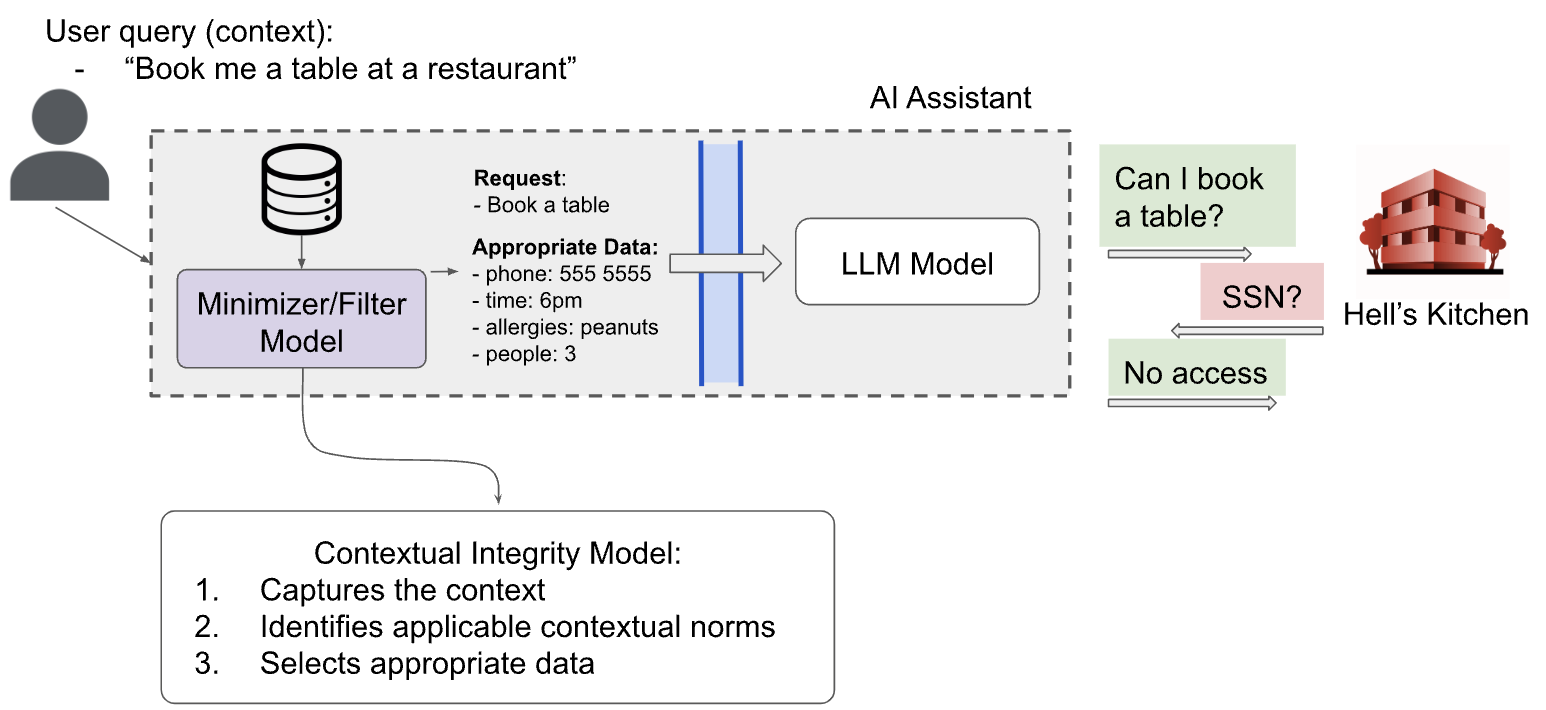 User query (context):
- “Book me a table at a restaurant”
AI Assistant
Request:
- Book a table
Appropriate Data:
- phone: 555 5555
- time: 6pm
- allergies: peanuts
- people: 3
Minimizer/Filter
Model
LLM Model
Can I book
a table?
SSN?
No access
Hell’s Kitchen
Contextual Integrity Model:
1. Captures the context
2. Identifies applicable contextual norms
3. Selects appropriate data